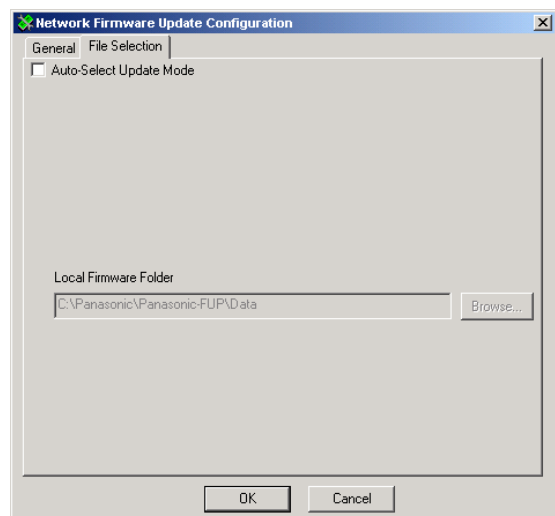 Network Firmware Update Configuration
General File Selection
Auto-Select Update Mode
Local Firmware Folder
C:\Panasonic\Panasonic-FUP\Data Browse...
OK Cancel